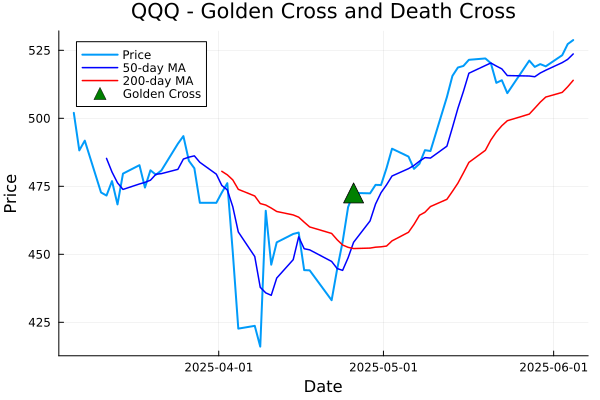 QQQ - Golden Cross and Death Cross
Price
50-day MA
200-day MA
Golden Cross
525
500
475
450
425
Price
2025-04-01
2025-05-01
2025-06-01
Date